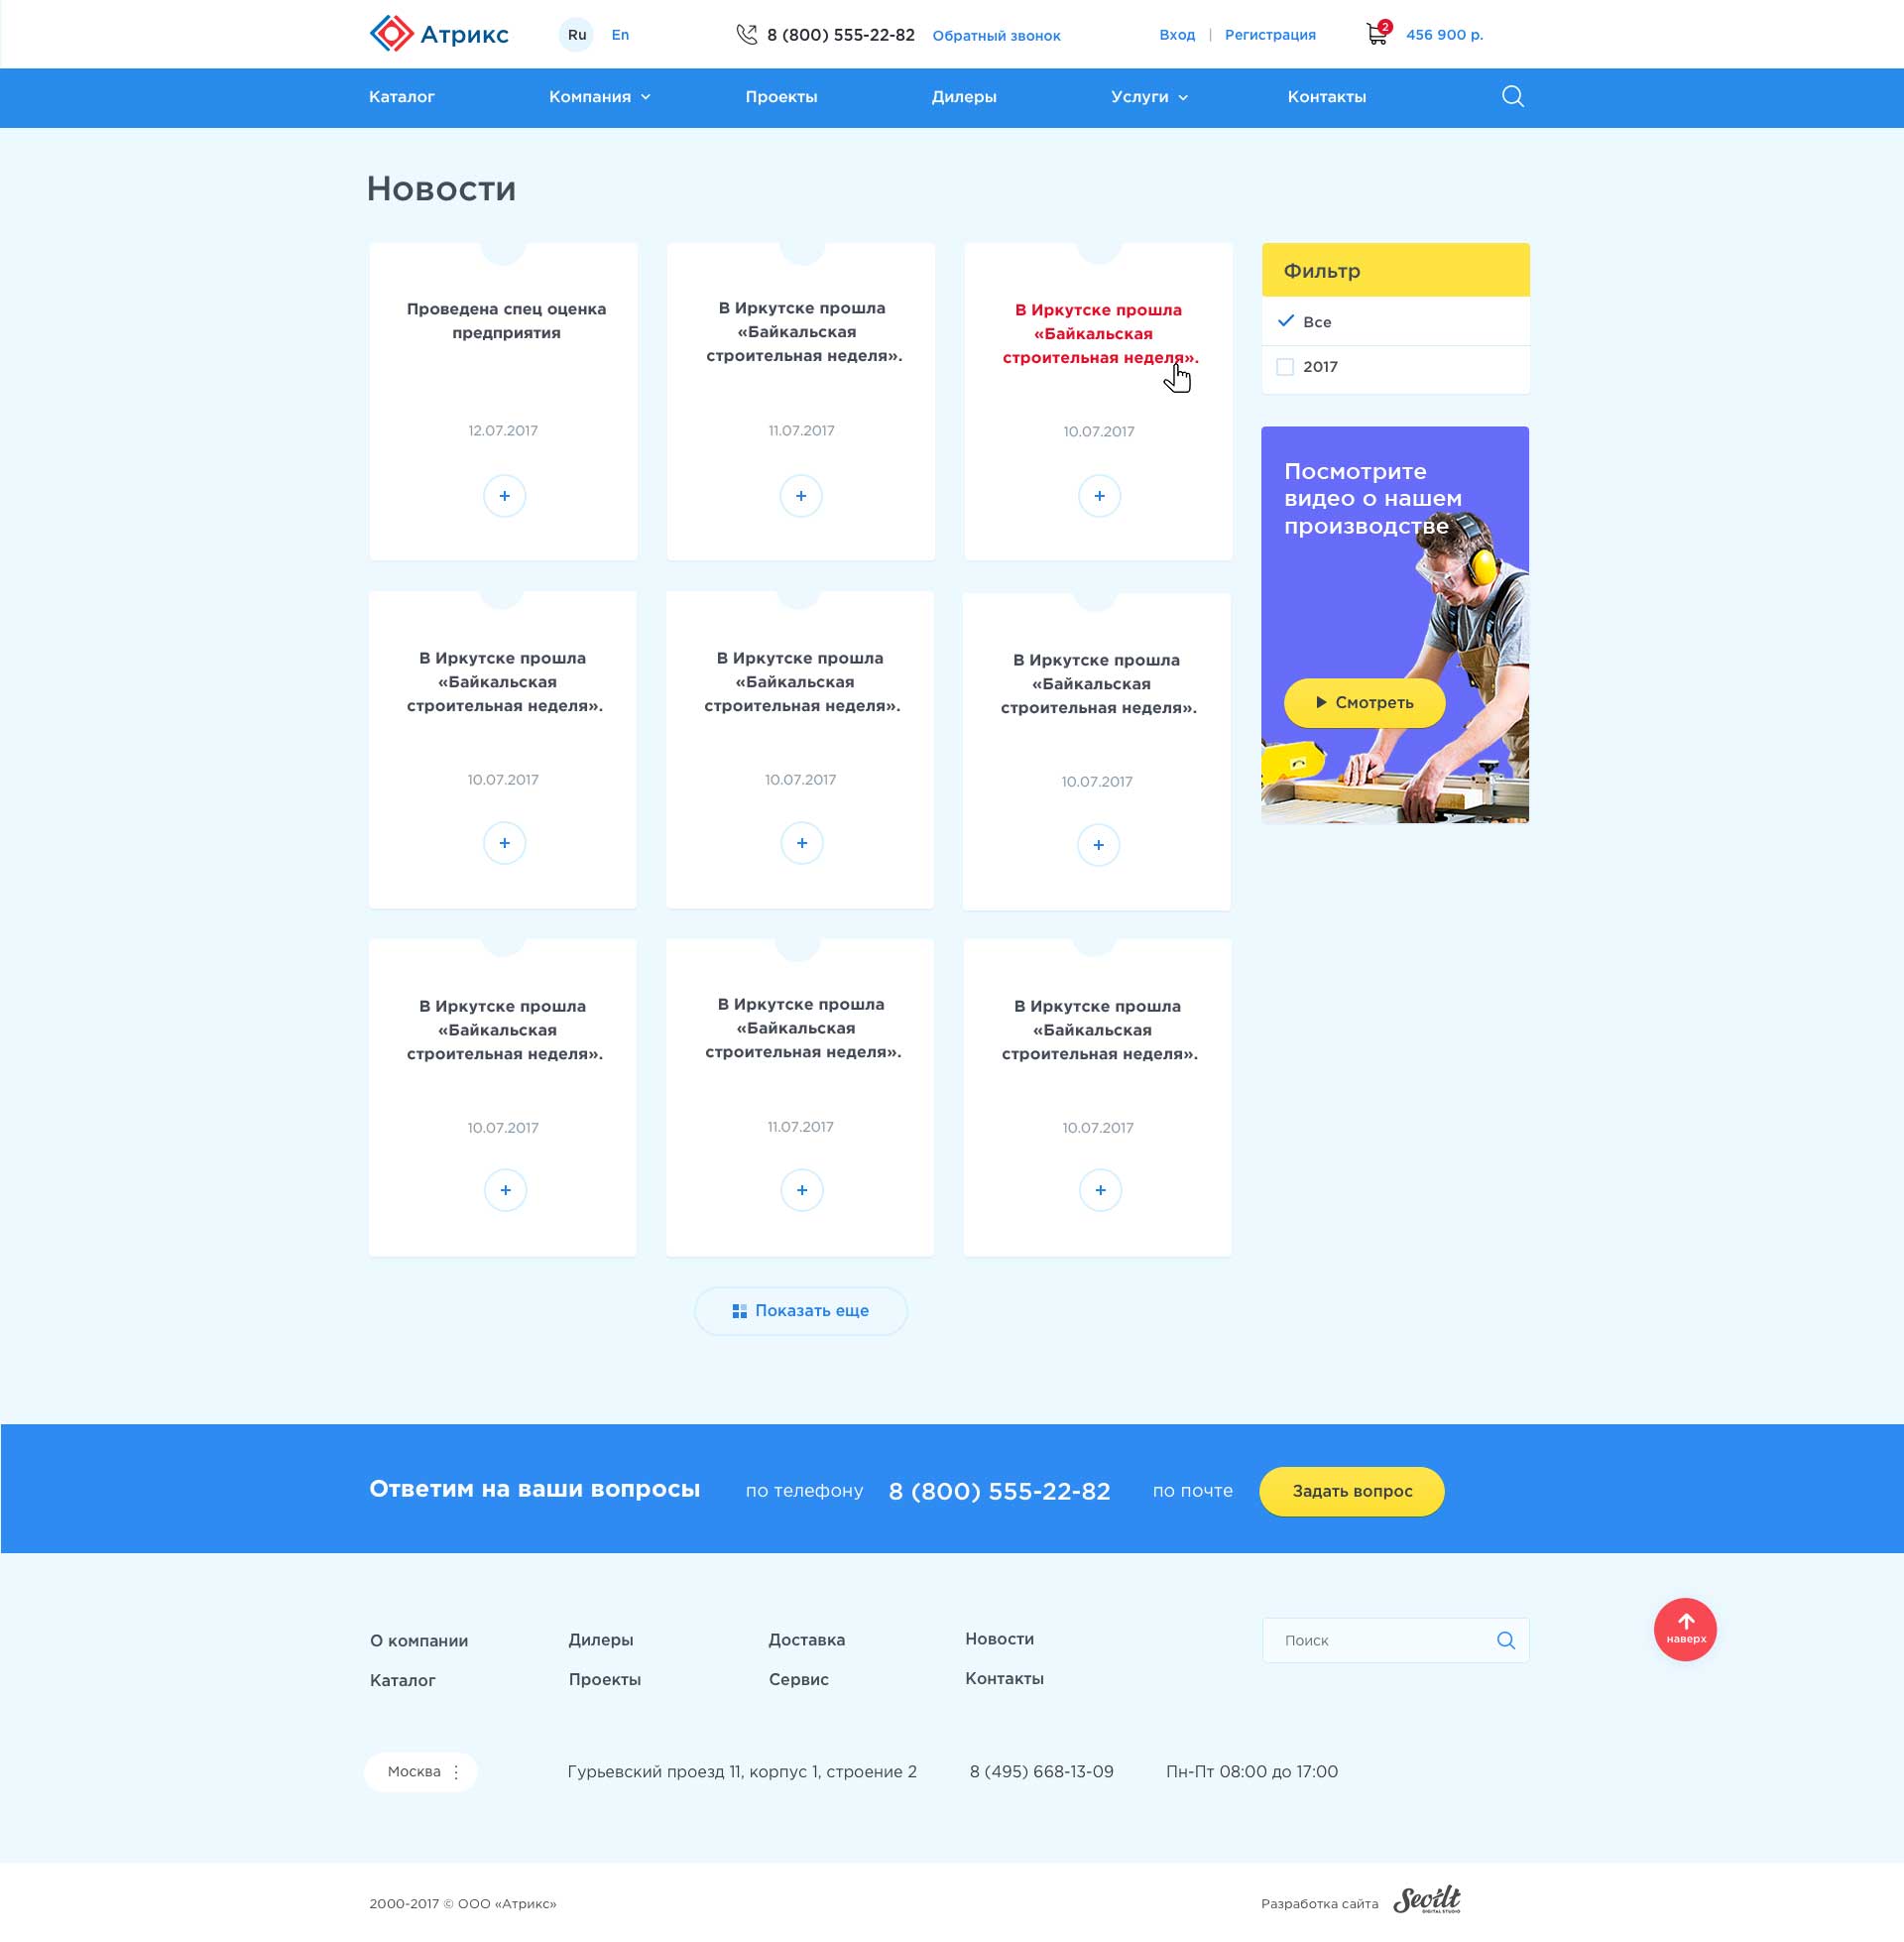 Атрикс
Ru En
8 (800) 555-22-82 Обратный звонок
Вход | Регистрация
2
456 900 р.
Каталог Компания Проекты Дилеры Услуги Контакты
Новости
Проведена спец оценка
предприятия
12.07.2017
+
В Иркутске прошла
«Байкальская
строительная неделя».
11.07.2017
+
В Иркутске прошла
«Байкальская
строительная неделя».
10.07.2017
+
Фильтр
Все
2017
Посмотрите
видео о нашем
производстве
Смотреть
В Иркутске прошла
«Байкальская
строительная неделя».
10.07.2017
+
В Иркутске прошла
«Байкальская
строительная неделя».
10.07.2017
+
В Иркутске прошла
«Байкальская
строительная неделя».
10.07.2017
+
В Иркутске прошла
«Байкальская
строительная неделя».
10.07.2017
+
В Иркутске прошла
«Байкальская
строительная неделя».
11.07.2017
+
В Иркутске прошла
«Байкальская
строительная неделя».
10.07.2017
+
Показать еще
Ответим на ваши вопросы по телефону 8 (800) 555-22-82 по почте Задать вопрос
О компании Дилеры Доставка Новости
Поиск
наверх
Каталог Проекты Сервис Контакты
Москва Гурьевский проезд 11, корпус 1, строение 2 8 (495) 668-13-09 Пн-Пт 08:00 до 17:00
2000-2017 © ООО «Атрикс»
Разработка сайта Seoilt
DIGITAL STUDIO